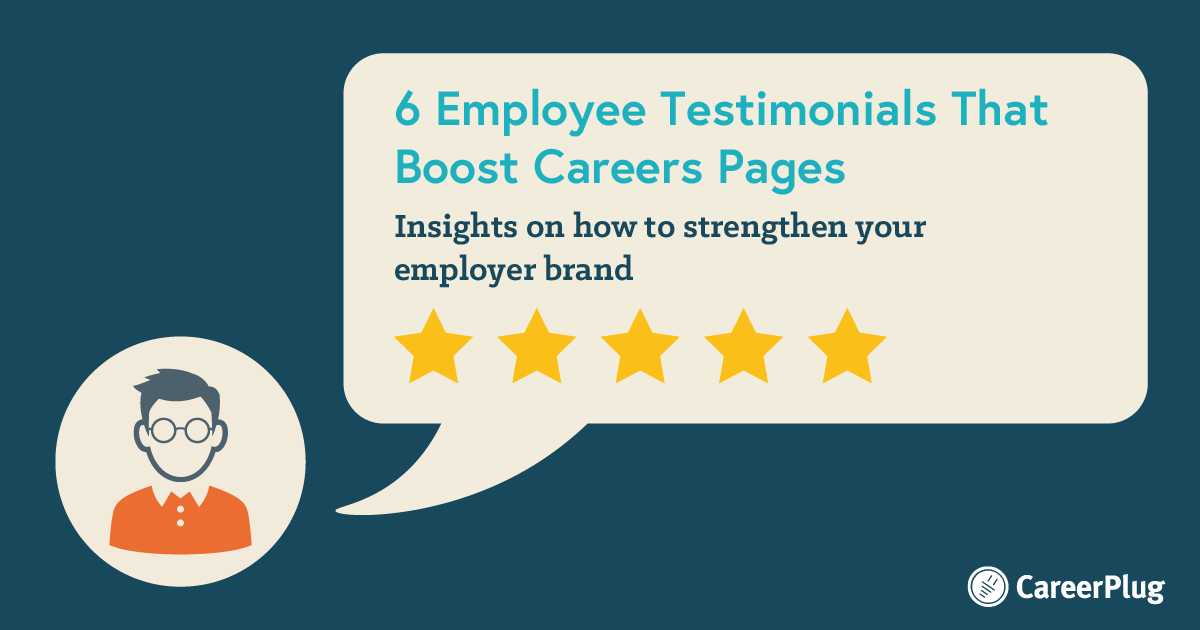 6 Employee Testimonials That
Boost Careers Pages
Insights on how to strengthen your
employer brand
CareerPlug